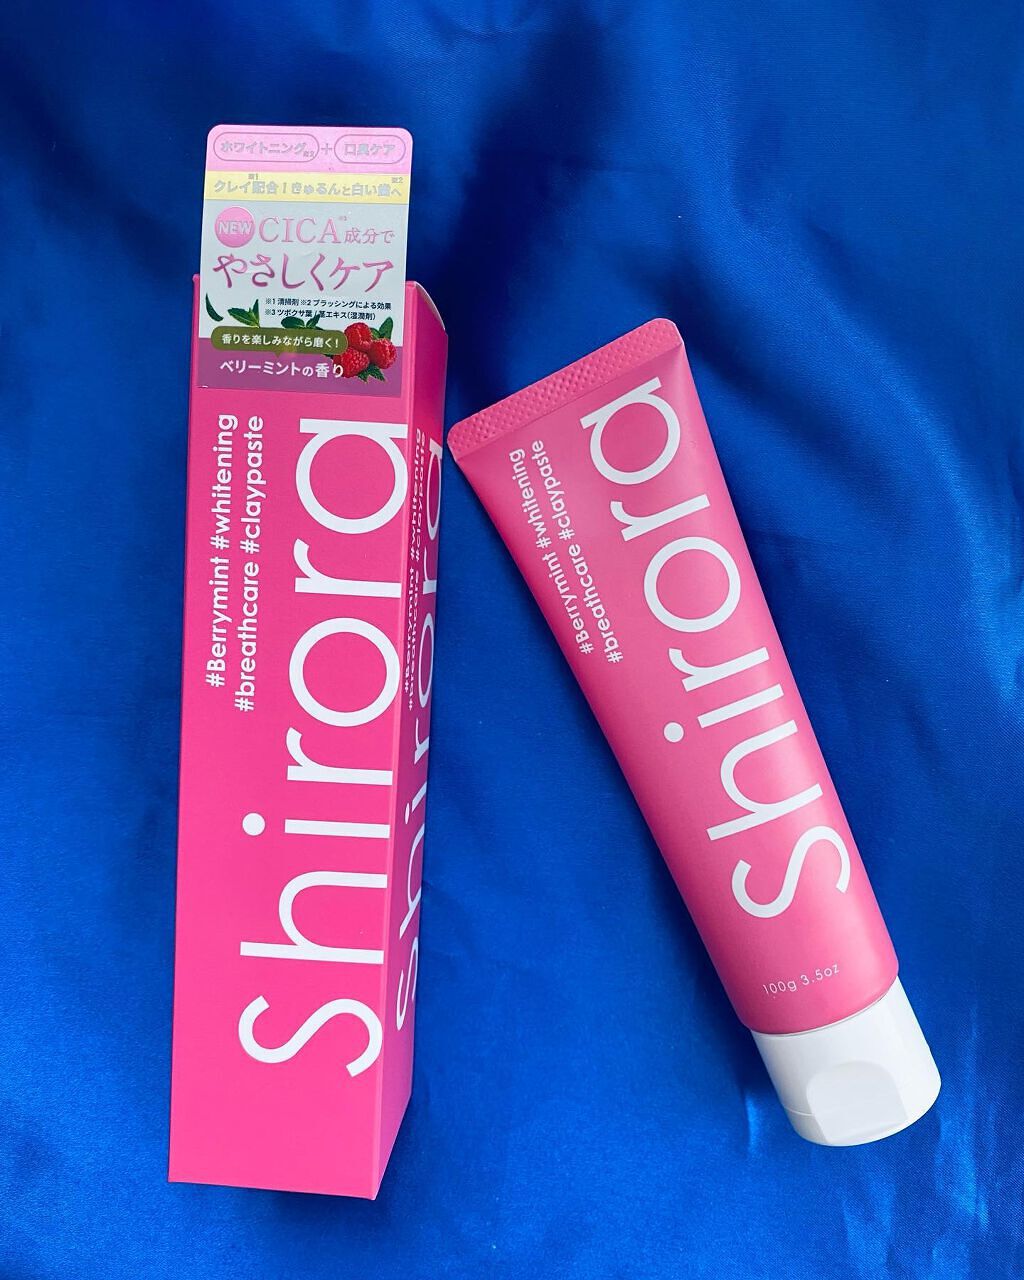 ホワイトニング※2 + 口臭ケア
※1 ※2
クレイ配合！きゅるんと白い歯へ
NEW CICA※3成分で
やさしくケア
※1 清掃剤 ※2 ブラッシングによる効果
※3 ツボクサ葉/茎エキス(湿潤剤)
香りを楽しみながら磨く！
ベリーミントの香り
#Berrymint #whitening
#breathcare #claypaste
Shirora
#Berrymint #whitening
#breathcare #claypaste
Shirora
#Berrymint #whitening
#breathcare #claypaste
Shirora
100g 3.5oz